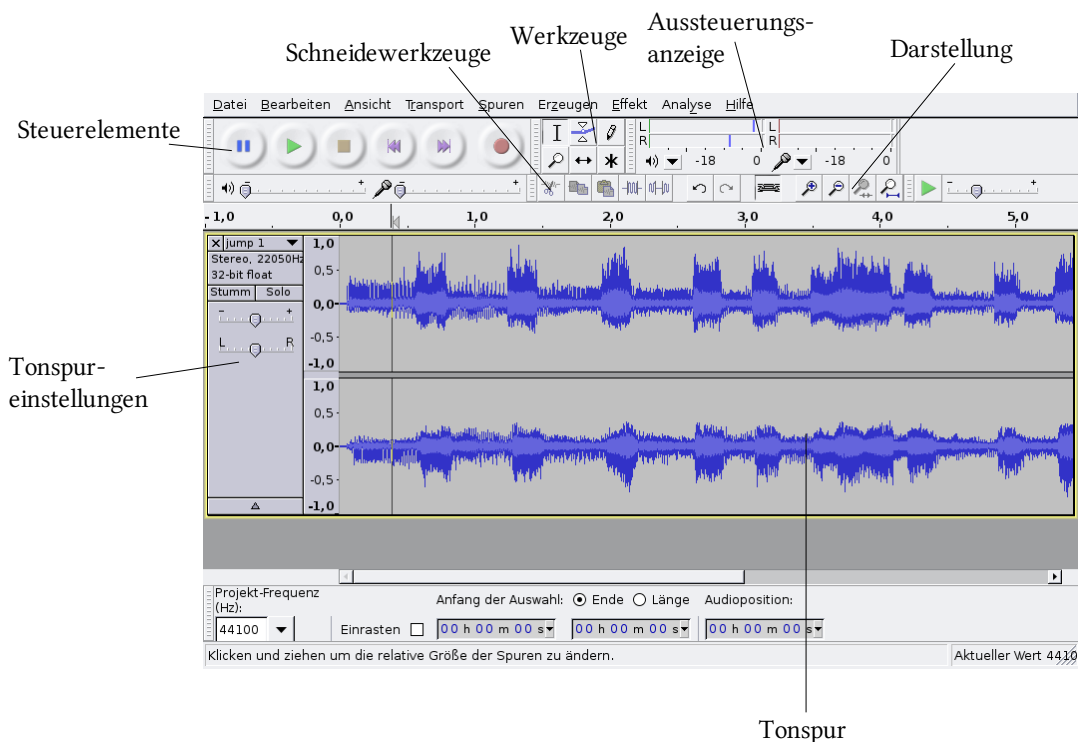 Schneidewerkzeuge
Werkzeuge
Aussteuerungs-
anzeige
Darstellung
Steuerelemente
Datei Bearbeiten Ansicht Transport Spuren Erzeugen Effekt Analyse Hilfe
L
R
-18 0
L
R
-18 0
- +
- +
- +
- 1,0 0,0 1,0 2,0 3,0 4,0 5,0
jump 1
Stereo, 22050Hz
32-bit float
Stumm Solo
- +
L R
1,0
0,5
0,0
-0,5
-1,0
1,0
0,5
0,0
-0,5
-1,0
Tonspur-
einstellungen
Projekt-Frequenz
(Hz):
44100
Einrasten
Anfang der Auswahl: Ende Länge Audioposition:
00 h 00 m 00 s 00 h 00 m 00 s 00 h 00 m 00 s
Klicken und ziehen um die relative Größe der Spuren zu ändern.
Aktueller Wert 4410
Tonspur